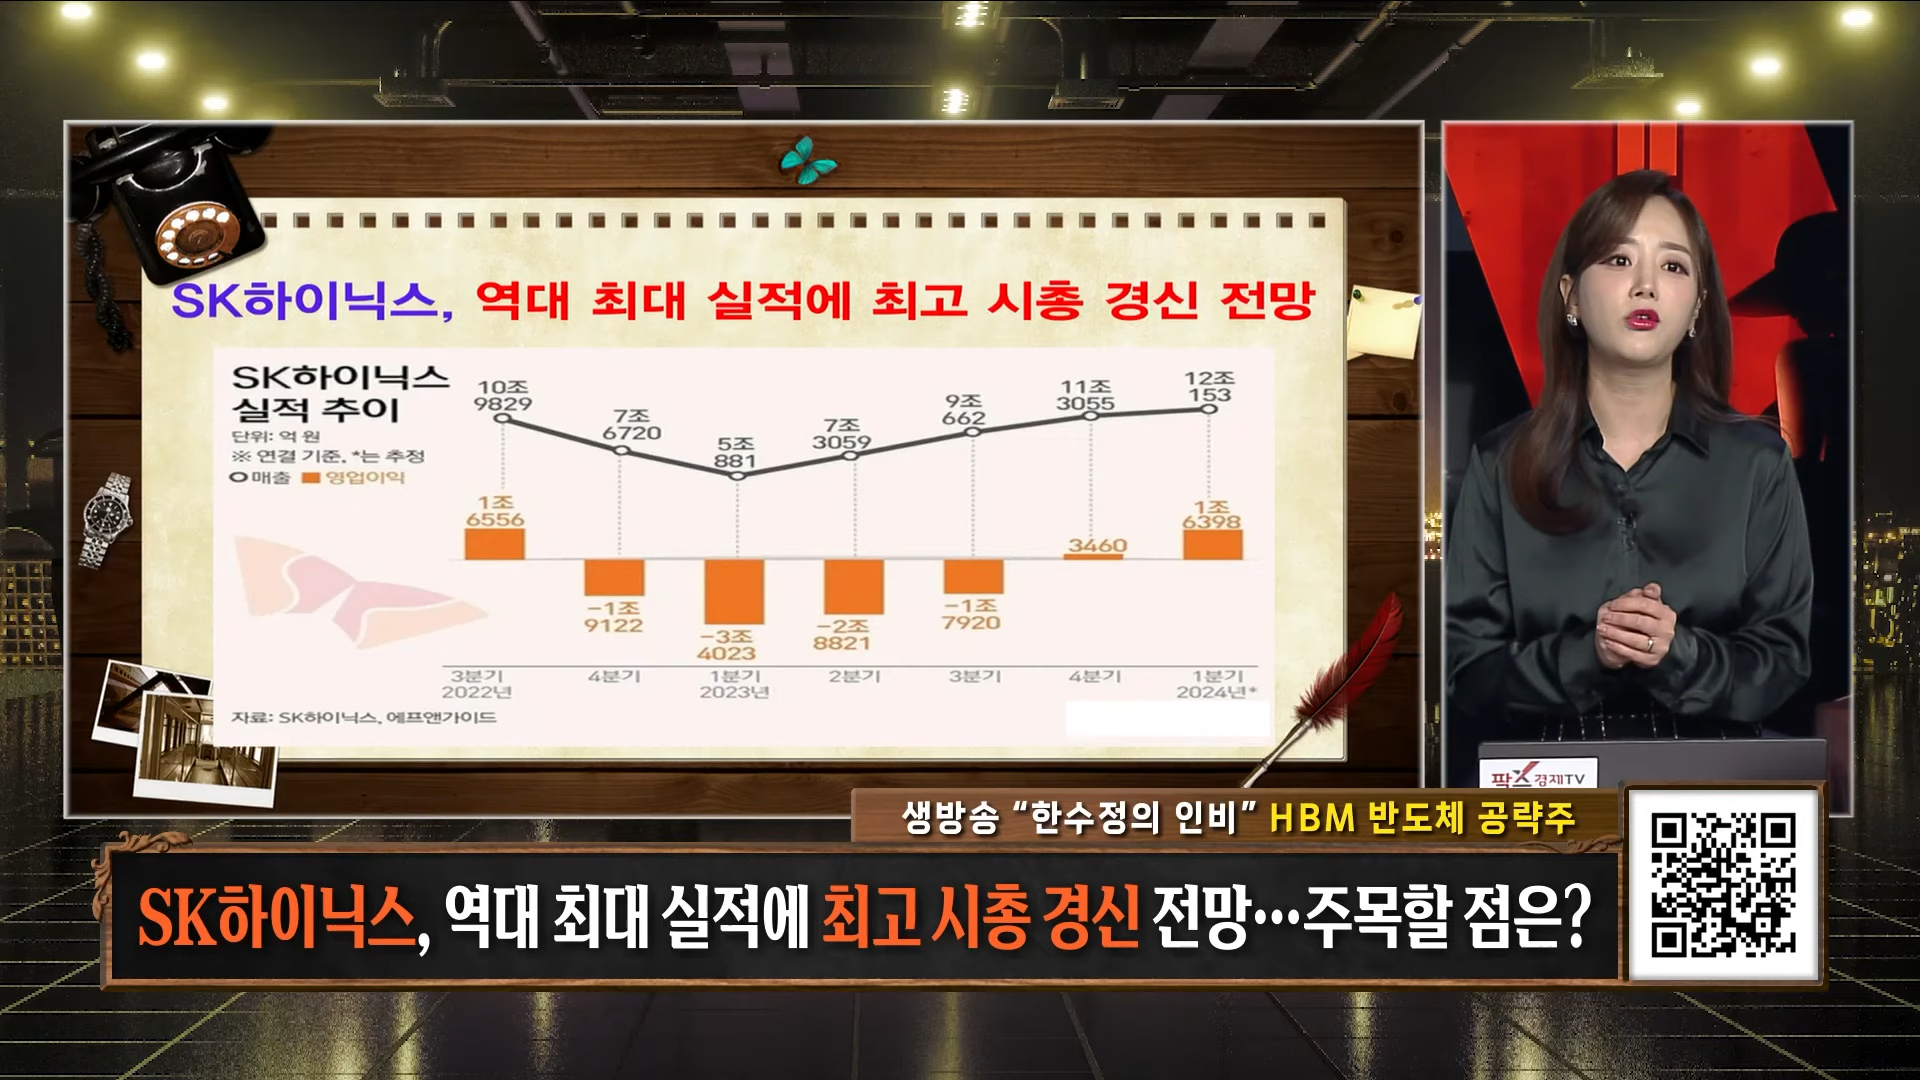 SK하이닉스, 역대 최대 실적에 최고 시총 경신 전망
SK하이닉스
실적 추이
단위: 억 원
※ 연결 기준, *는 추정
매출 영업이익
10조
9829
7조
6720
5조
881
7조
3059
9조
662
11조
3055
12조
153
1조
6556
-1조
9122
-3조
4023
-2조
8821
-1조
7920
3460
1조
6398
3분기
2022년
4분기
1분기
2023년
2분기
3분기
4분기
1분기
2024년*
자료: SK하이닉스, 에프앤가이드
팍스경제TV
생방송 “한수정의 인비” HBM 반도체 공략주
SK하이닉스, 역대 최대 실적에 최고 시총 경신 전망…주목할 점은?